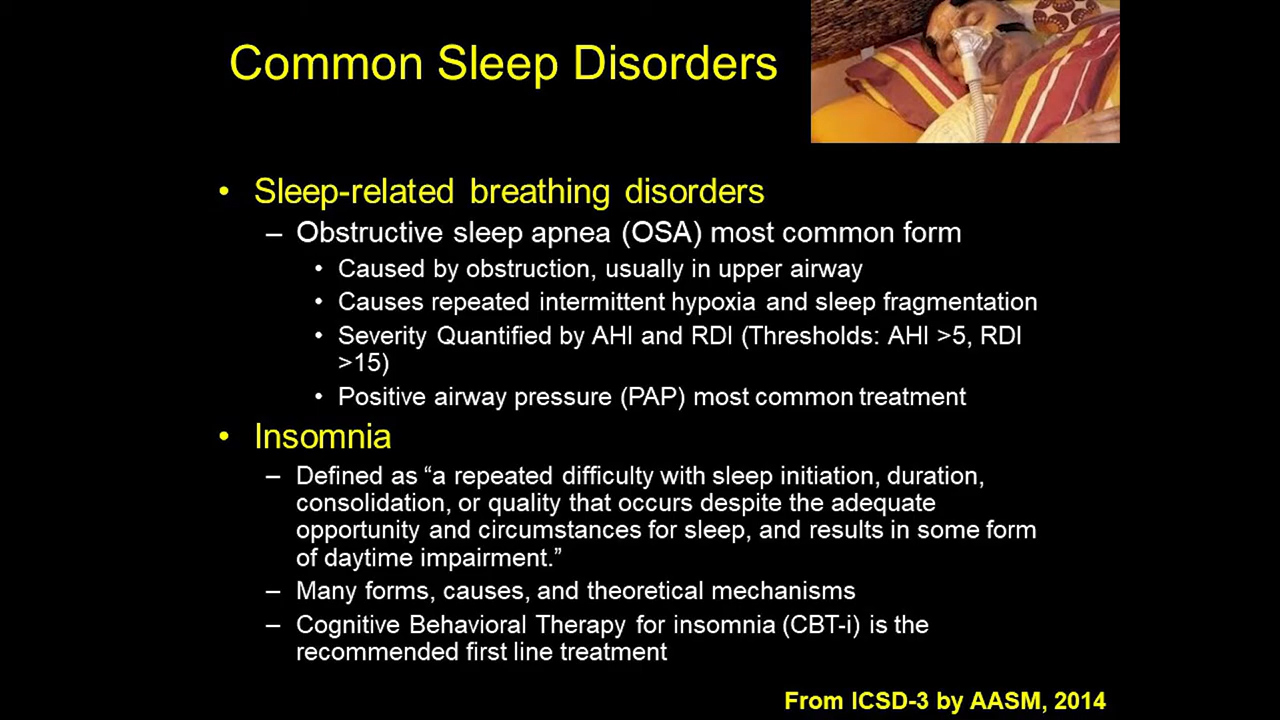 Common Sleep Disorders
• Sleep-related breathing disorders
– Obstructive sleep apnea (OSA) most common form
• Caused by obstruction, usually in upper airway
• Causes repeated intermittent hypoxia and sleep fragmentation
• Severity Quantified by AHI and RDI (Thresholds: AHI >5, RDI
>15)
• Positive airway pressure (PAP) most common treatment
• Insomnia
– Defined as “a repeated difficulty with sleep initiation, duration,
consolidation, or quality that occurs despite the adequate
opportunity and circumstances for sleep, and results in some form
of daytime impairment.”
– Many forms, causes, and theoretical mechanisms
– Cognitive Behavioral Therapy for insomnia (CBT-i) is the
recommended first line treatment
From ICSD-3 by AASM, 2014